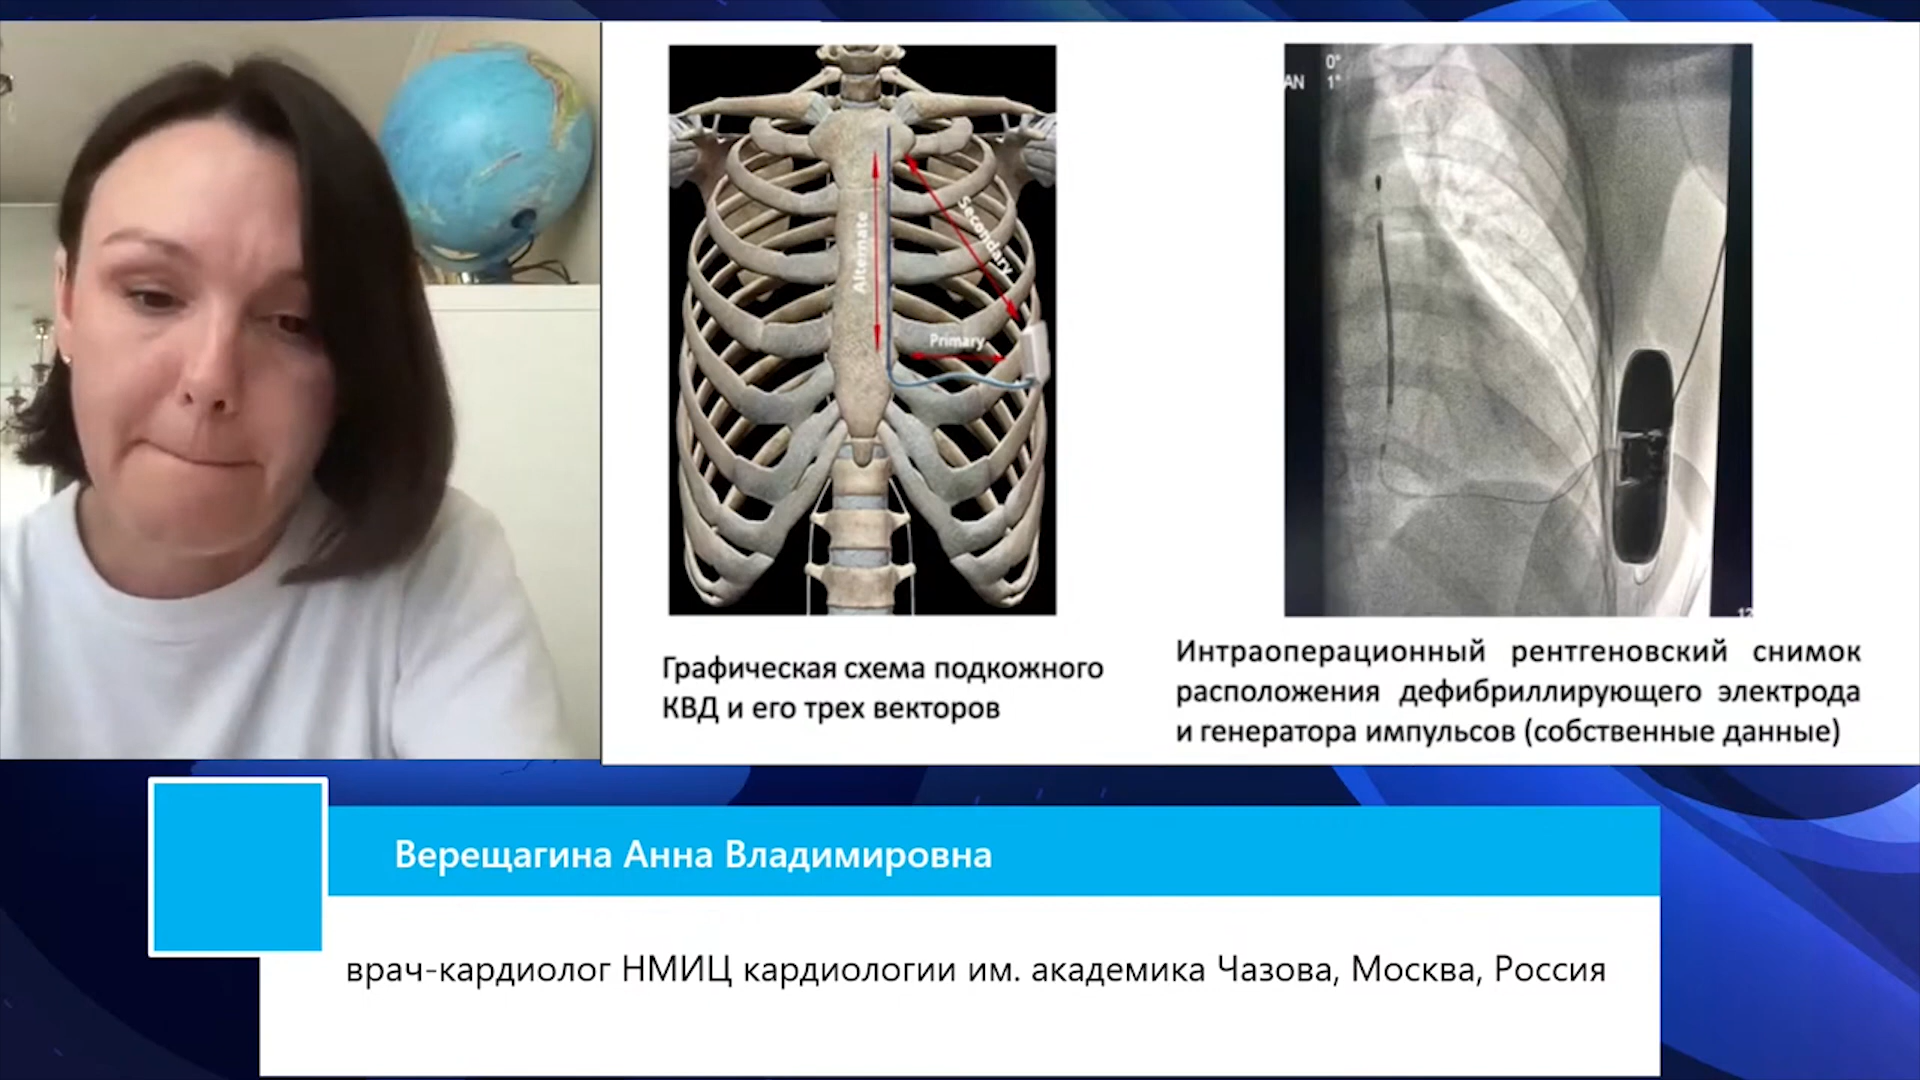 0°
AN 1°
Alternate
Secondary
Primary
12
Графическая схема подкожного
КВД и его трех векторов
Интраоперационный рентгеновский снимок
расположения дефибриллирующего электрода
и генератора импульсов (собственные данные)
Верещагина Анна Владимировна
врач-кардиолог НМИЦ кардиологии им. академика Чазова, Москва, Россия